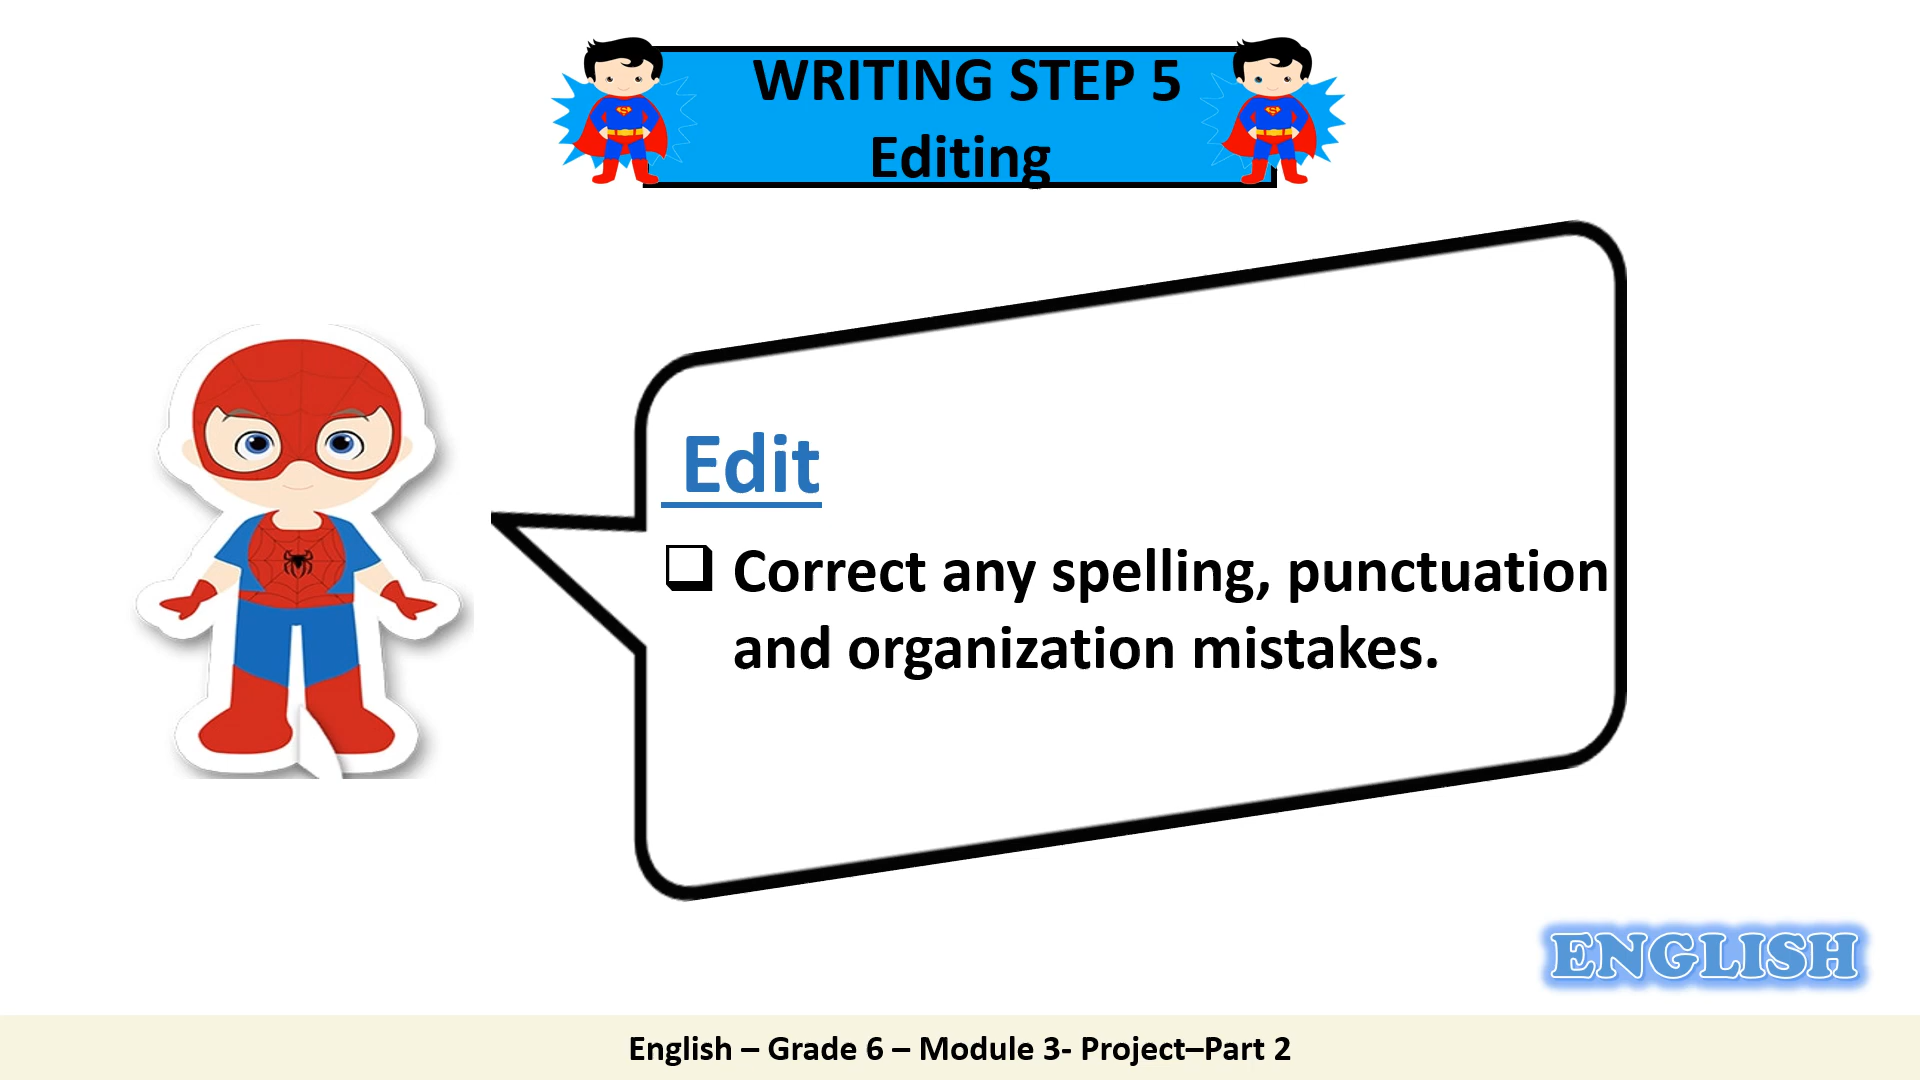 WRITING STEP 5
Editing
Edit
❑ Correct any spelling, punctuation
and organization mistakes.
ENGLISH
English – Grade 6 – Module 3- Project–Part 2